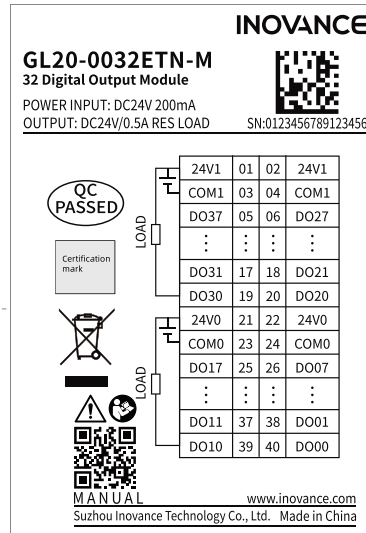 INOVANCE
GL20-0032ETN-M
32 Digital Output Module
POWER INPUT: DC24V 200mA
OUTPUT: DC24V/0.5A RES LOAD
SN:0123456789123456
QC
PASSED
Certification
mark
LOAD
LOAD
24V1 01 02 24V1
COM1 03 04 COM1
DO37 05 06 DO27
⋮ ⋮ ⋮ ⋮
DO31 17 18 DO21
DO30 19 20 DO20
24V0 21 22 24V0
COM0 23 24 COM0
DO17 25 26 DO07
⋮ ⋮ ⋮ ⋮
DO11 37 38 DO01
DO10 39 40 DO00
MANUAL
www.inovance.com
Suzhou Inovance Technology Co., Ltd. Made in China